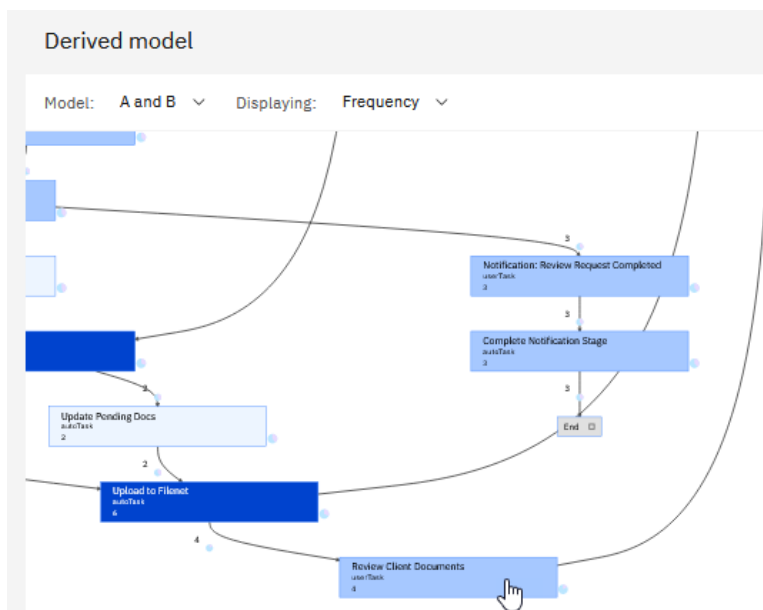 Derived model
Model: A and B Displaying: Frequency
3
Notification: Review Request Completed
userTask
3
3
Complete Notification Stage
autoTask
3
3
End
Update Pending Docs
autoTask
2
2
Upload to Filenet
autoTask
6
4
Review Client Documents
userTask
4